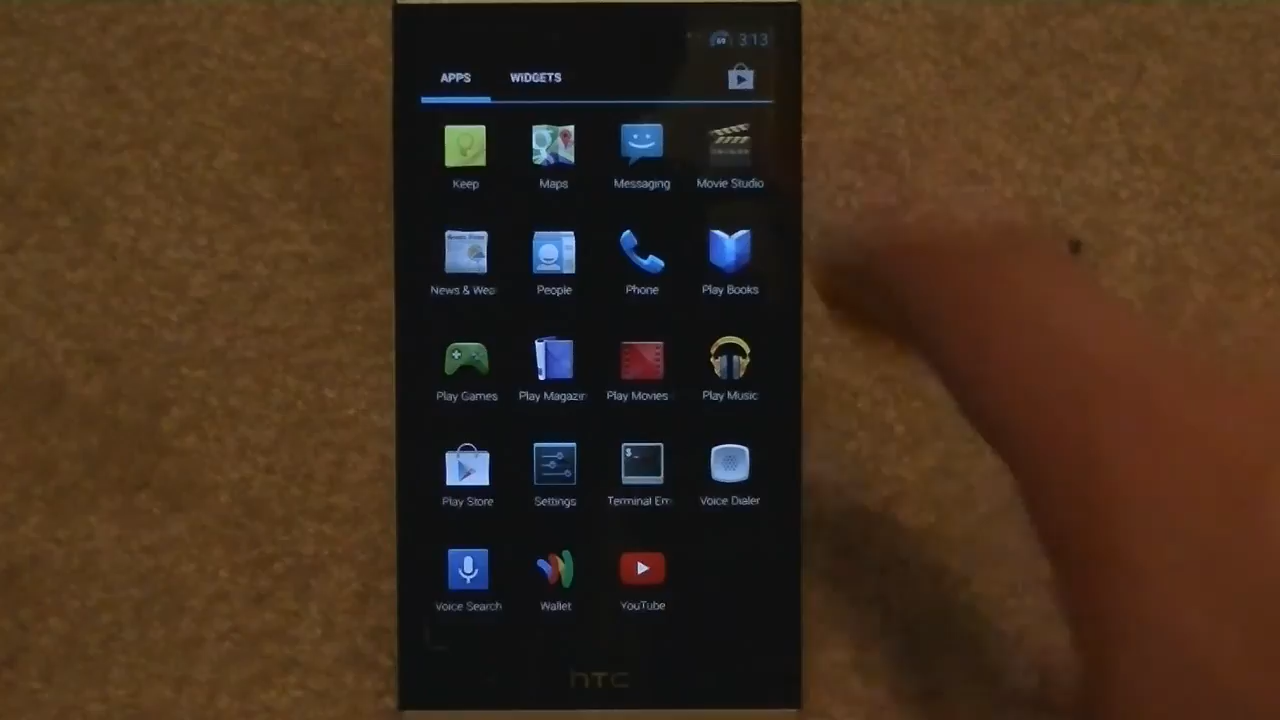 3:13
APPS WIDGETS
Keep Maps Messaging Movie Studio
News & Wea People Phone Play Books
Play Games Play Magazin Play Movies Play Music
Play Store Settings Terminal Em Voice Dialer
Voice Search Wallet YouTube
hTC